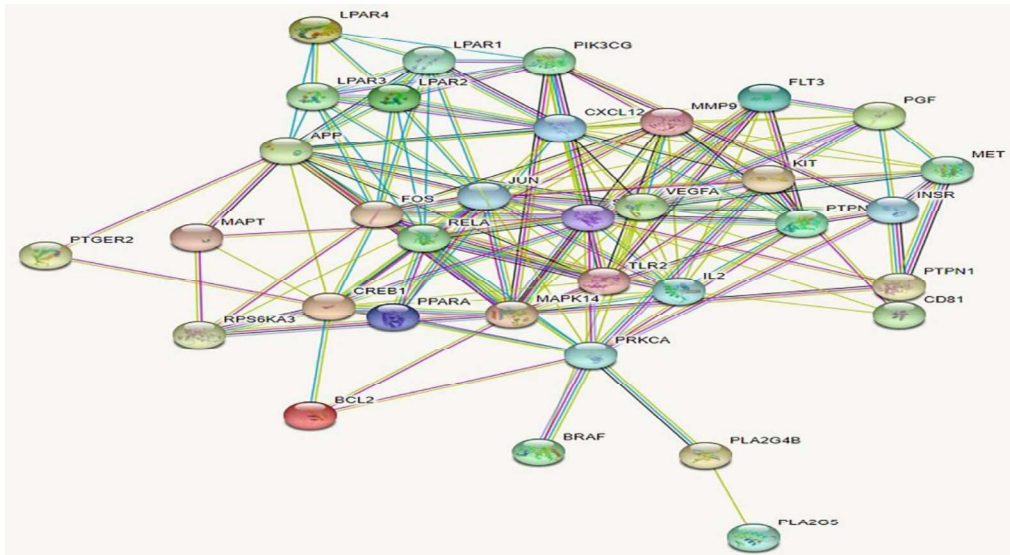 LPAR4
LPAR1
PIK3CG
LPAR3
LPAR2
FLT3
CXCL12
MMP9
PGF
APP
KIT
MET
JUN
VEGFA
FOS
PTPN
INSR
MAPT
RELA
PTGER2
TLR2
IL2
PTPN1
CREB1
PPARA
MAPK14
CD81
RPS6KA3
PRKCA
BCL2
BRAF
PLA2G4B
PLA2G5